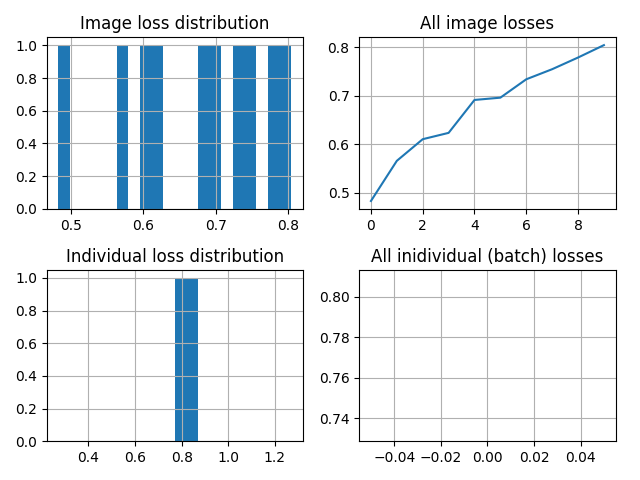 Image loss distribution
1.0
0.8
0.6
0.4
0.2
0.0
0.5 0.6 0.7 0.8
All image losses
0.8
0.7
0.6
0.5
0 2 4 6 8
Individual loss distribution
1.0
0.8
0.6
0.4
0.2
0.0
0.4 0.6 0.8 1.0 1.2
All inidividual (batch) losses
0.80
0.78
0.76
0.74
−0.04 −0.02 0.00 0.02 0.04